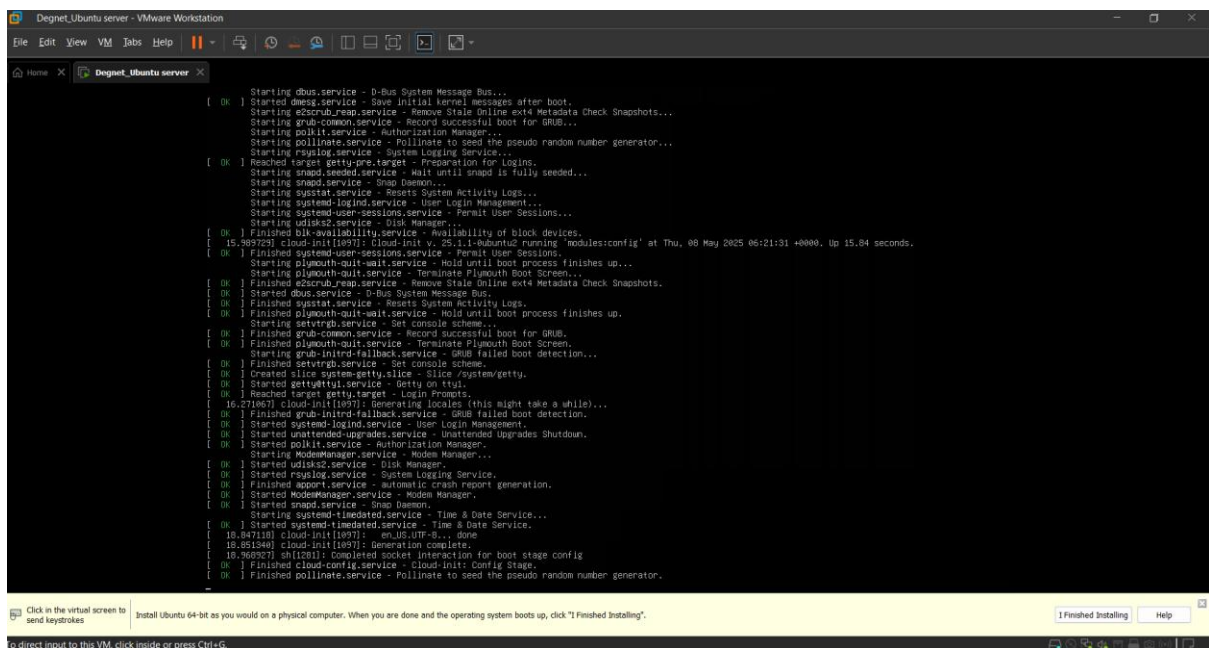 Degnet_Ubuntu server - VMware Workstation
File Edit View VM Tabs Help
Home Degnet_Ubuntu server
Starting dbus.service - D-Bus System Message Bus...
[ OK ] Started dmesg.service - Save initial kernel messages after boot.
Starting e2scrub_reap.service - Remove Stale Online ext4 Metadata Check Snapshots...
Starting grub-common.service - Record successful boot for GRUB...
Starting polkit.service - Authorization Manager...
Starting pollinate.service - Pollinate to seed the pseudo random number generator...
Starting rsyslog.service - System Logging Service...
[ OK ] Reached target getty-pre.target - Preparation for Logins.
Starting snapd.seeded.service - Wait until snapd is fully seeded...
Starting snapd.service - Snap Daemon...
Starting sysstat.service - Resets System Activity Logs...
Starting systemd-logind.service - User Login Management...
Starting systemd-user-sessions.service - Permit User Sessions...
Starting udisks2.service - Disk Manager...
[ OK ] Finished blk-availability.service - Availability of block devices.
[ 15.989729] cloud-init[1097]: Cloud-init v. 25.1.1-0ubuntu2 running 'modules:config' at Thu, 08 May 2025 06:21:31 +0000. Up 15.84 seconds.
[ OK ] Finished systemd-user-sessions.service - Permit User Sessions.
Starting plymouth-quit-wait.service - Hold until boot process finishes up...
Starting plymouth-quit.service - Terminate Plymouth Boot Screen...
[ OK ] Finished e2scrub_reap.service - Remove Stale Online ext4 Metadata Check Snapshots.
[ OK ] Started dbus.service - D-Bus System Message Bus.
[ OK ] Finished sysstat.service - Resets System Activity Logs.
[ OK ] Finished plymouth-quit-wait.service - Hold until boot process finishes up.
Starting setvtrgb.service - Set console scheme...
[ OK ] Finished grub-common.service - Record successful boot for GRUB.
[ OK ] Finished plymouth-quit.service - Terminate Plymouth Boot Screen.
Starting grub-initrd-fallback.service - GRUB failed boot detection...
[ OK ] Finished setvtrgb.service - Set console scheme.
[ OK ] Created slice system-getty.slice - Slice /system/getty.
[ OK ] Started getty@tty1.service - Getty on tty1.
[ OK ] Reached target getty.target - Login Prompts.
[ 16.271067] cloud-init[1097]: Generating locales (this might take a while)...
[ OK ] Finished grub-initrd-fallback.service - GRUB failed boot detection.
[ OK ] Started systemd-logind.service - User Login Management.
[ OK ] Started unattended-upgrades.service - Unattended Upgrades Shutdown.
[ OK ] Started polkit.service - Authorization Manager.
Starting ModemManager.service - Modem Manager...
[ OK ] Started udisks2.service - Disk Manager.
[ OK ] Started rsyslog.service - System Logging Service.
[ OK ] Finished apport.service - automatic crash report generation.
[ OK ] Started ModemManager.service - Modem Manager.
[ OK ] Started snapd.service - Snap Daemon.
Starting systemd-timedated.service - Time & Date Service...
[ OK ] Started systemd-timedated.service - Time & Date Service.
[ 18.847118] cloud-init[1097]: en_US.UTF-8... done
[ 18.851340] cloud-init[1097]: Generation complete.
[ 18.968927] sh[1281]: Completed socket interaction for boot stage config
[ OK ] Finished cloud-config.service - Cloud-init: Config Stage.
[ OK ] Finished pollinate.service - Pollinate to seed the pseudo random number generator.
Click in the virtual screen to send keystrokes
Install Ubuntu 64-bit as you would on a physical computer. When you are done and the operating system boots up, click "I Finished Installing".
I Finished Installing Help
To direct input to this VM, click inside or press Ctrl+G.